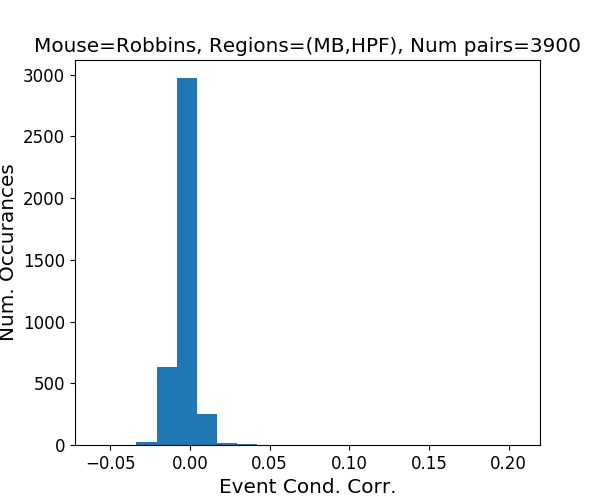 Mouse=Robbins, Regions=(MB,HPF), Num pairs=3900
Num. Occurances
3000
2500
2000
1500
1000
500
0
−0.05 0.00 0.05 0.10 0.15 0.20
Event Cond. Corr.